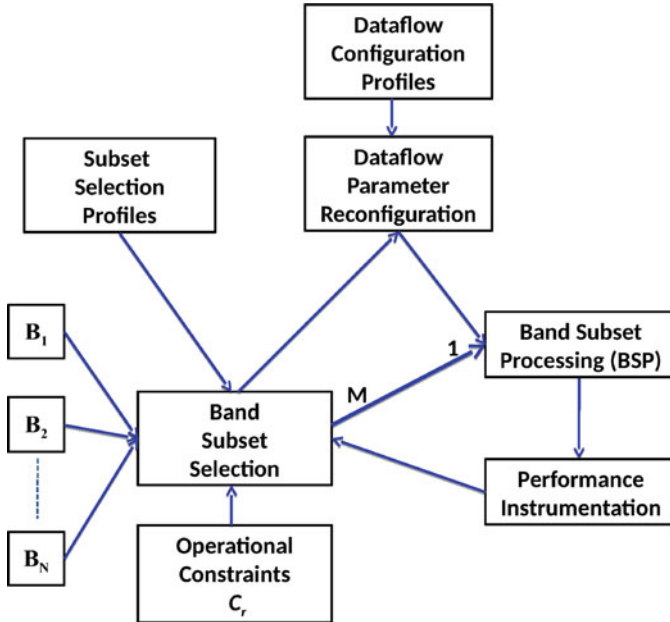 Dataflow
Configuration
Profiles
Subset
Selection
Profiles
Dataflow
Parameter
Reconfiguration
B1
B2
BN
Band
Subset
Selection
M
1
Band Subset
Processing (BSP)
Performance
Instrumentation
Operational
Constraints
Cr